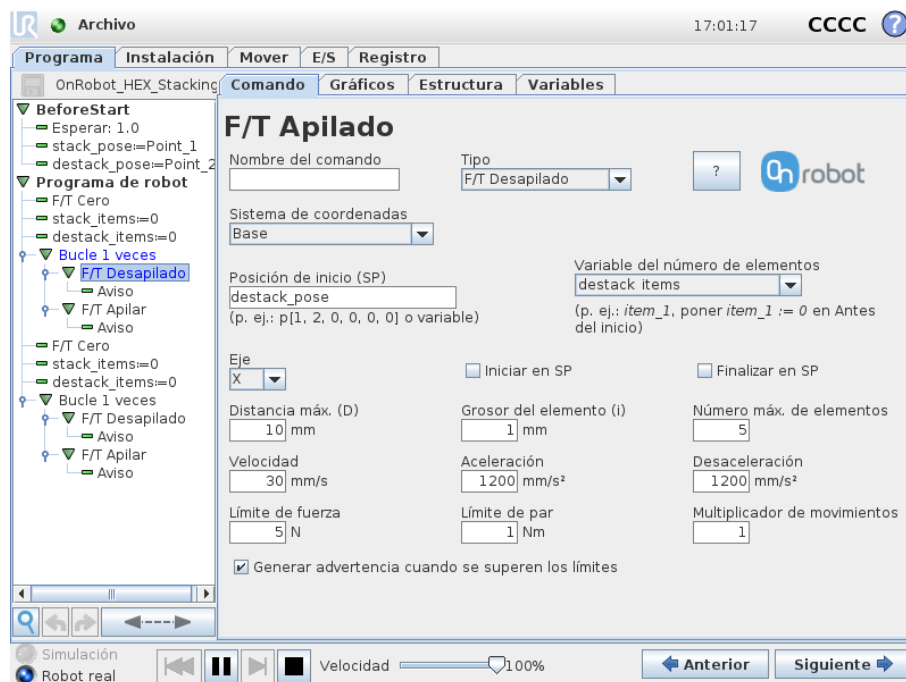 Archivo
17:01:17
CCCC
?
Programa
Instalación
Mover
E/S
Registro
OnRobot_HEX_Stacking
Comando
Gráficos
Estructura
Variables
BeforeStart
Esperar: 1.0
stack_pose:=Point_1
destack_pose:=Point_2
Programa de robot
F/T Cero
stack_items:=0
destack_items:=0
Bucle 1 veces
F/T Desapilado
Aviso
F/T Apilar
Aviso
F/T Cero
stack_items:=0
destack_items:=0
Bucle 1 veces
F/T Desapilado
Aviso
F/T Apilar
Aviso
F/T Apilado
Nombre del comando
Tipo
F/T Desapilado
?
On robot
Sistema de coordenadas
Base
Posición de inicio (SP)
destack_pose
(p. ej.: p[1, 2, 0, 0, 0, 0] o variable)
Variable del número de elementos
destack_items
(p. ej.: item_1, poner item_1 := 0 en Antes
del inicio)
Eje
X
Iniciar en SP
Finalizar en SP
Distancia máx. (D)
10 mm
Grosor del elemento (i)
1 mm
Número máx. de elementos
5
Velocidad
30 mm/s
Aceleración
1200 mm/s²
Desaceleración
1200 mm/s²
Límite de fuerza
5 N
Límite de par
1 Nm
Multiplicador de movimientos
1
Generar advertencia cuando se superen los límites
Simulación
Robot real
Velocidad
100%
Anterior
Siguiente